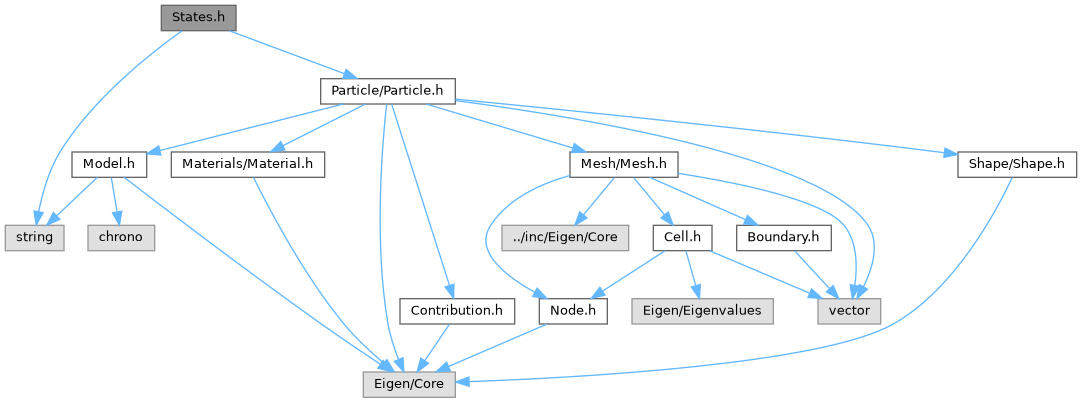 States.h
Particle/Particle.h
Model.h
Materials/Material.h
Mesh/Mesh.h
Shape/Shape.h
string
chrono
../inc/Eigen/Core
Cell.h
Boundary.h
Contribution.h
Node.h
Eigen/Eigenvalues
vector
Eigen/Core